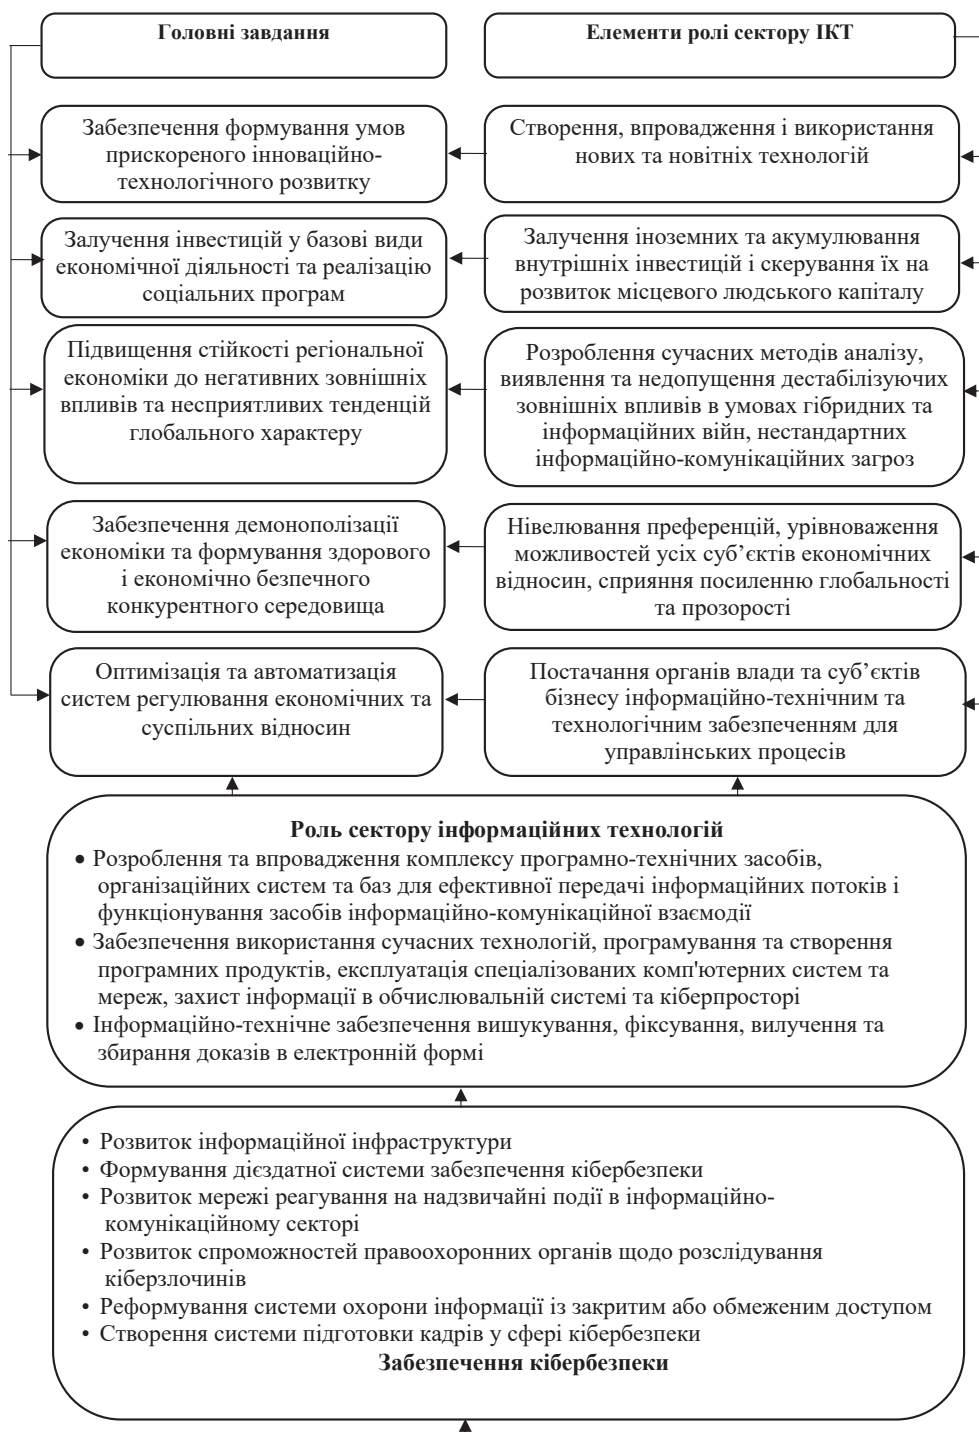 Головні завдання
Елементи ролі сектору ІКТ
Забезпечення формування умов
прискореного інноваційно-
технологічного розвитку
Створення, впровадження і використання
нових та новітніх технологій
Залучення інвестицій у базові види
економічної діяльності та реалізацію
соціальних програм
Залучення іноземних та акумулювання
внутрішніх інвестицій і скерування їх на
розвиток місцевого людського капіталу
Підвищення стійкості регіональної
економіки до негативних зовнішніх
впливів та несприятливих тенденцій
глобального характеру
Розроблення сучасних методів аналізу,
виявлення та недопущення дестабілізуючих
зовнішніх впливів в умовах гібридних та
інформаційних війн, нестандартних
інформаційно-комунікаційних загроз
Забезпечення демонополізації
економіки та формування здорового
і економічно безпечного
конкурентного середовища
Нівелювання преференцій, урівноваження
можливостей усіх суб’єктів економічних
відносин, сприяння посиленню глобальності
та прозорості
Оптимізація та автоматизація
систем регулювання економічних та
суспільних відносин
Постачання органів влади та суб’єктів
бізнесу інформаційно-технічним та
технологічним забезпеченням для
управлінських процесів
Роль сектору інформаційних технологій
• Розроблення та впровадження комплексу програмно-технічних засобів,
організаційних систем та баз для ефективної передачі інформаційних потоків і
функціонування засобів інформаційно-комунікаційної взаємодії
• Забезпечення використання сучасних технологій, програмування та створення
програмних продуктів, експлуатація спеціалізованих комп'ютерних систем та
мереж, захист інформації в обчислювальній системі та кіберпросторі
• Інформаційно-технічне забезпечення вишукування, фіксування, вилучення та
збирання доказів в електронній формі
• Розвиток інформаційної інфраструктури
• Формування дієздатної системи забезпечення кібербезпеки
• Розвиток мережі реагування на надзвичайні події в інформаційно-
комунікаційному секторі
• Розвиток спроможностей правоохоронних органів щодо розслідування
кіберзлочинів
• Реформування системи охорони інформації із закритим або обмеженим доступом
• Створення системи підготовки кадрів у сфері кібербезпеки
Забезпечення кібербезпеки